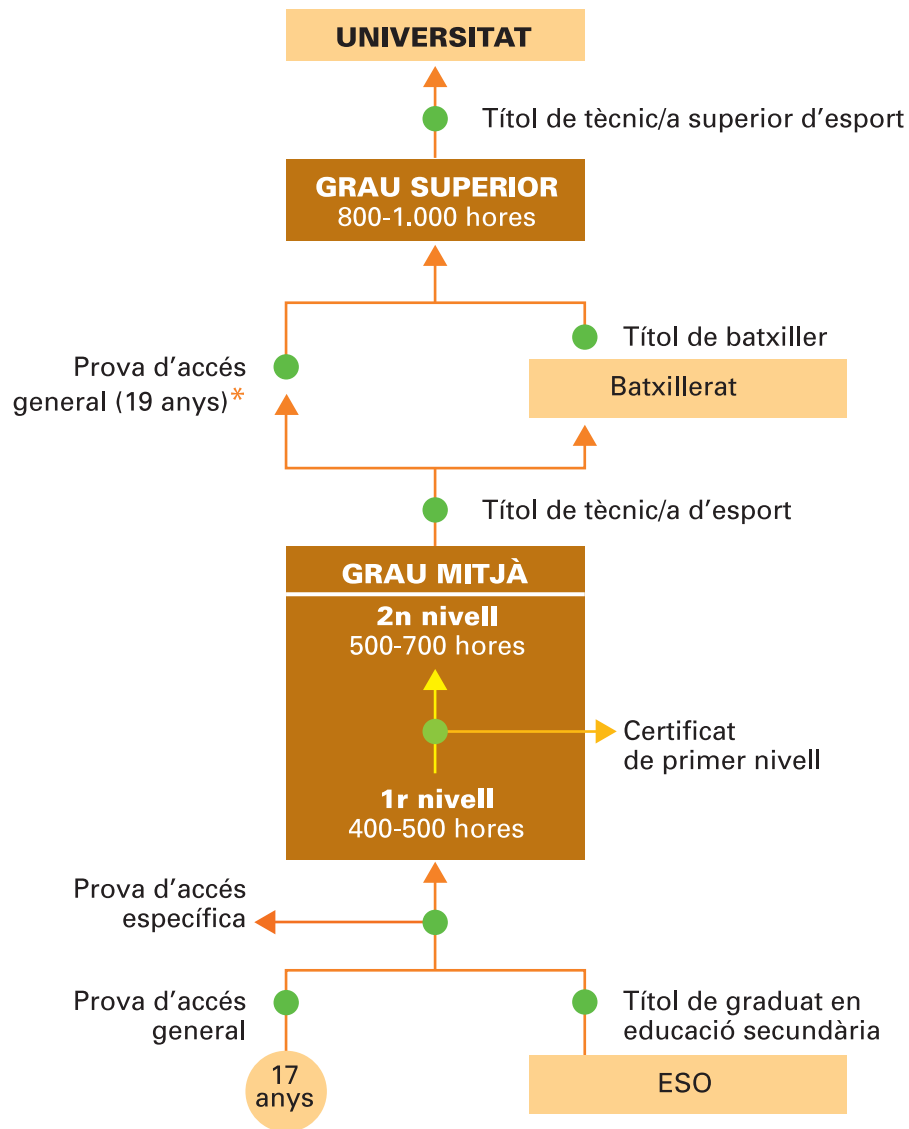 UNIVERSITAT
Títol de tècnic/a superior d’esport
GRAU SUPERIOR
800-1.000 hores
Títol de batxiller
Prova d’accés
general (19 anys)*
Batxillerat
Títol de tècnic/a d’esport
GRAU MITJÀ
2n nivell
500-700 hores
Certificat
de primer nivell
1r nivell
400-500 hores
Prova d’accés
específica
Prova d’accés
general
Títol de graduat en
educació secundària
17
anys
ESO